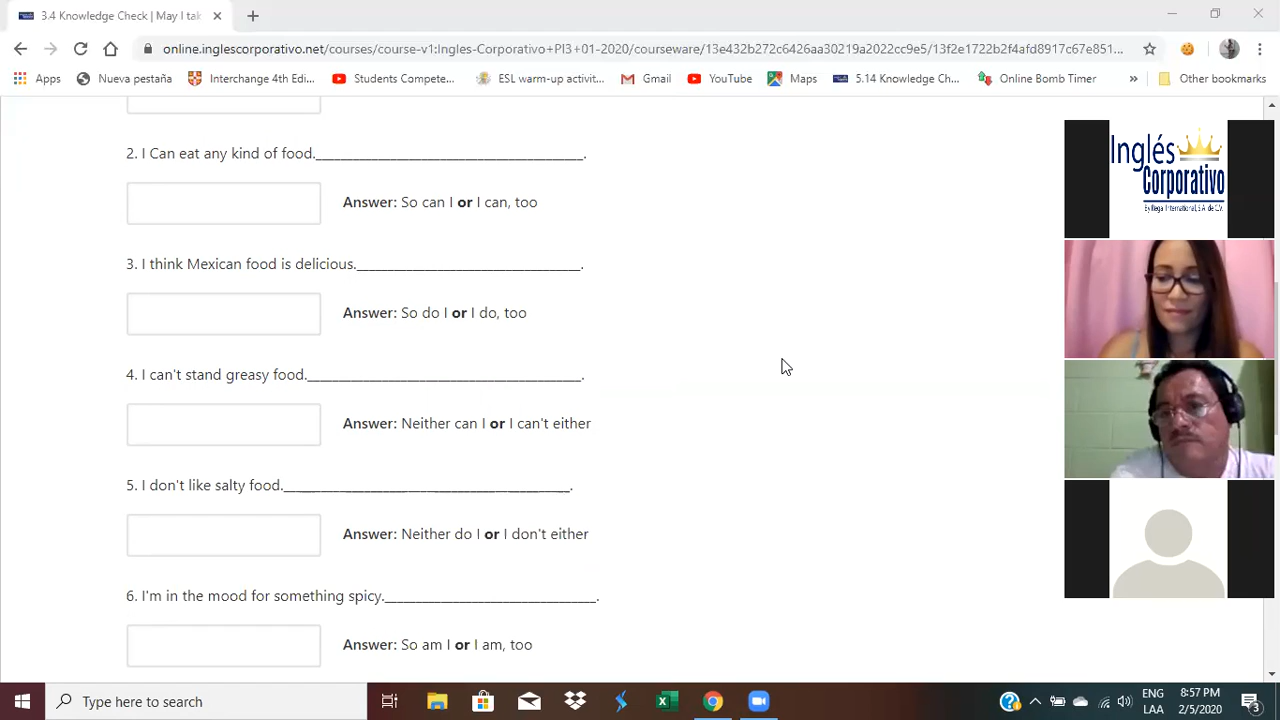 3.4 Knowledge Check | May I tak
online.inglescorporativo.net/courses/course-v1:Ingles-Corporativo+PI3+01-2020/courseware/13e432b272c6426aa30219a2022cc9e5/13f2e1722b2f4afd8917c67e851...
Apps Nueva pestaña Interchange 4th Edi... Students Compete... ESL warm-up activit... Gmail YouTube Maps 5.14 Knowledge Ch... Online Bomb Timer » Other bookmarks
2. I Can eat any kind of food.___________________________________.
Answer: So can I or I can, too
3. I think Mexican food is delicious._____________________________.
Answer: So do I or I do, too
4. I can't stand greasy food.___________________________________.
Answer: Neither can I or I can't either
5. I don't like salty food.____________________________________.
Answer: Neither do I or I don't either
6. I'm in the mood for something spicy.___________________________.
Answer: So am I or I am, too
Inglés
Corporativo
Type here to search
ENG
LAA
8:57 PM
2/5/2020
3